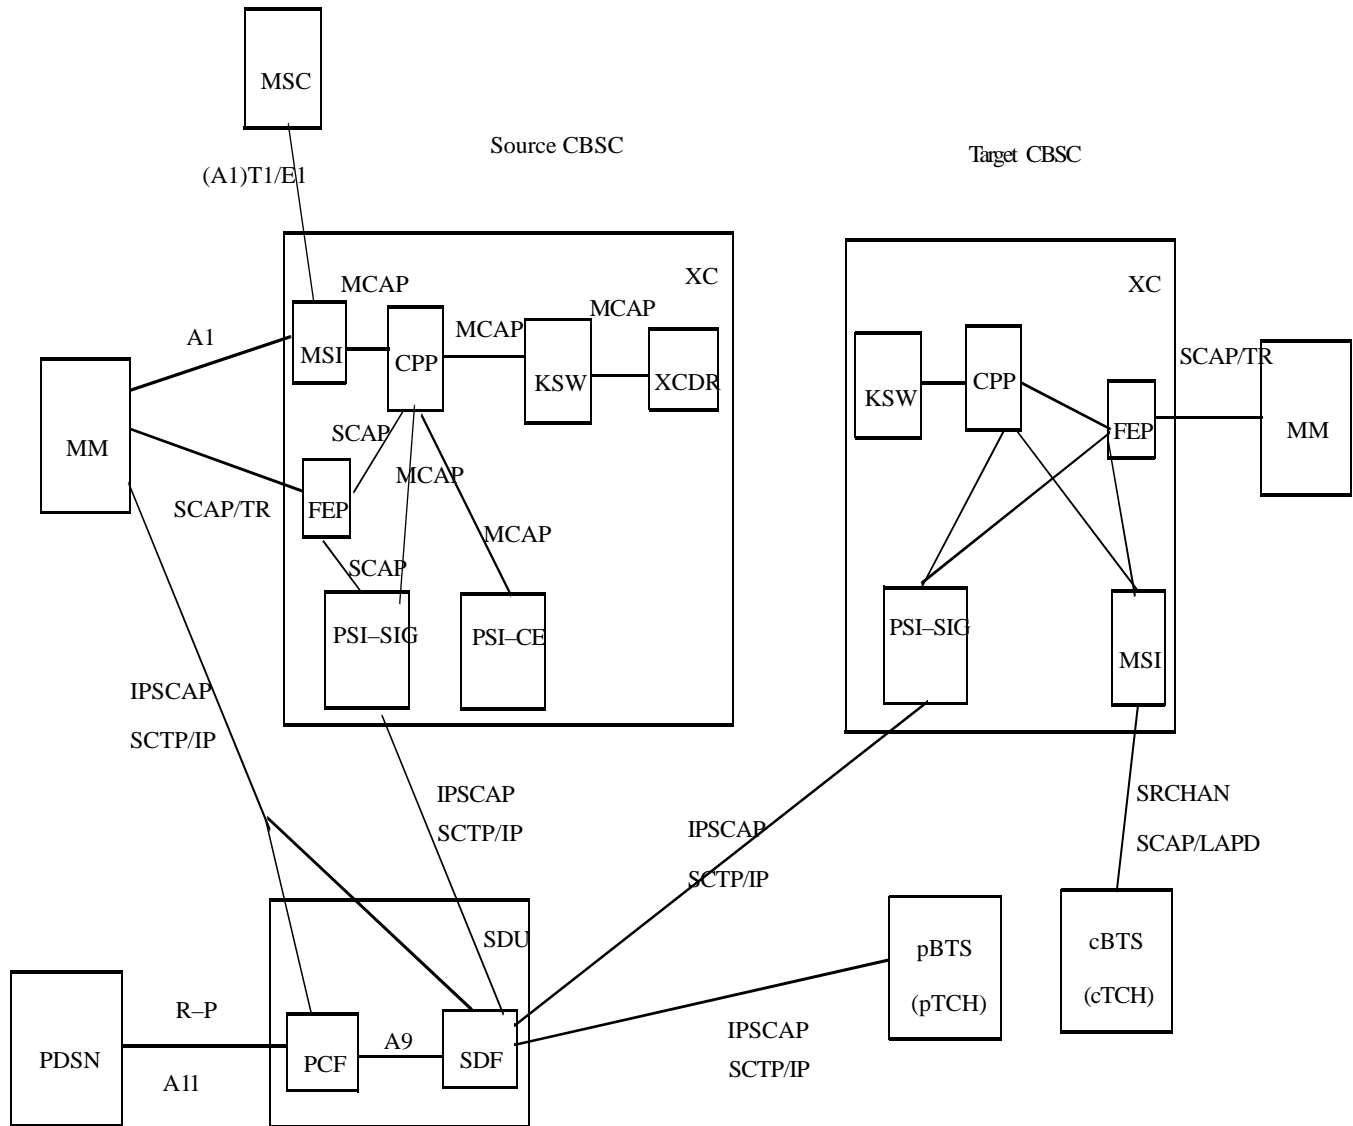 MSC
Source CBSC
Target CBSC
(A1)T1/E1
XC
XC
MCAP
MCAP
MCAP
A1
MSI
CPP
KSW
XCDR
KSW
CPP
SCAP/TR
FEP
MM
MM
SCAP
MCAP
SCAP/TR
FEP
MCAP
SCAP
PSI–SIG
PSI–CE
PSI–SIG
MSI
IPSCAP
SCTP/IP
IPSCAP
SCTP/IP
IPSCAP
SCTP/IP
SRCHAN
SCAP/LAPD
SDU
pBTS
(pTCH)
cBTS
(cTCH)
R–P
PDSN
A11
PCF
A9
SDF
IPSCAP
SCTP/IP